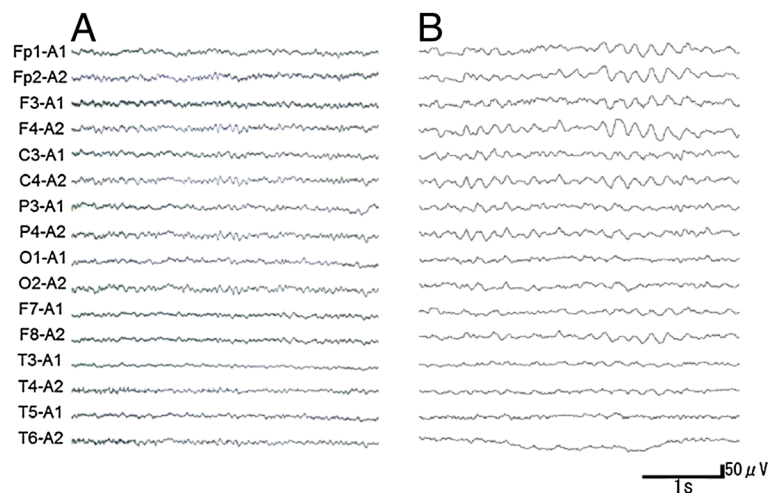 A B
Fp1-A1
Fp2-A2
F3-A1
F4-A2
C3-A1
C4-A2
P3-A1
P4-A2
O1-A1
O2-A2
F7-A1
F8-A2
T3-A1
T4-A2
T5-A1
T6-A2
50μV
1s